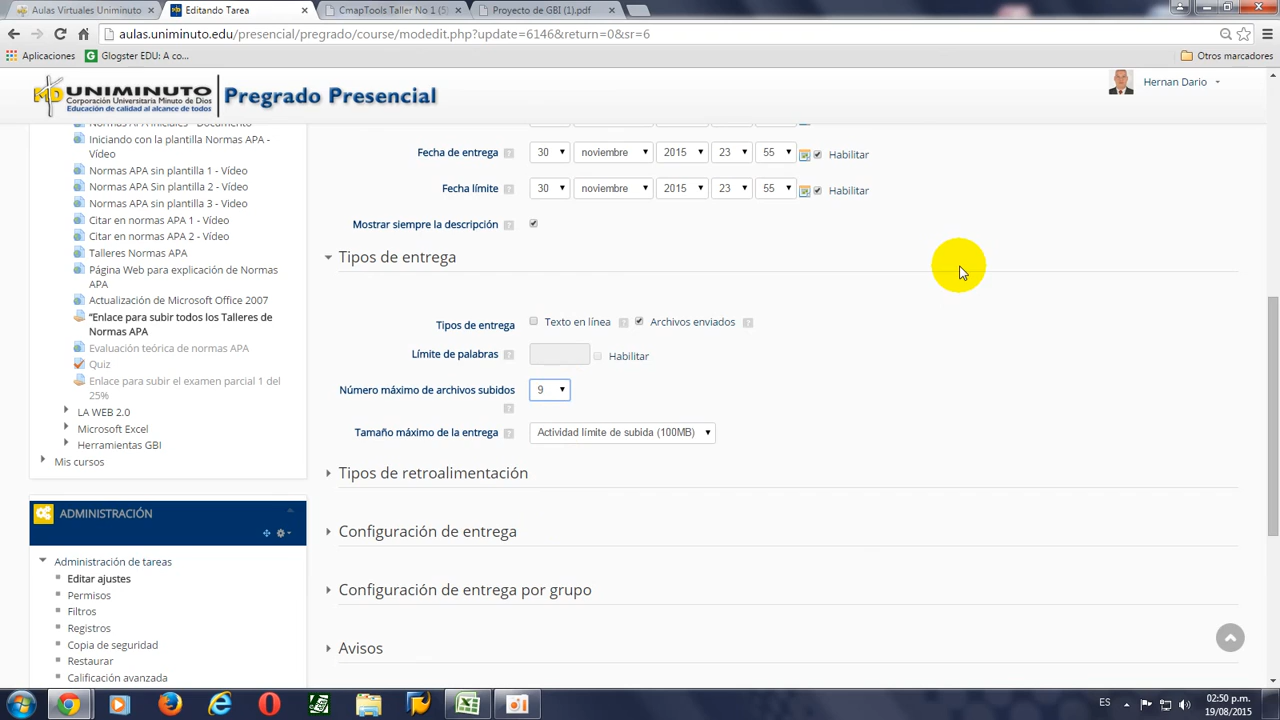 Aulas Virtuales Uniminuto
Editando Tarea
CmapTools Taller No 1 (5)
Proyecto de GBI (1).pdf
aulas.uniminuto.edu/presencial/pregrado/course/modedit.php?update=6146&return=0&sr=6
Aplicaciones
Glogster EDU: A co...
Otros marcadores
UNIMINUTO
Corporación Universitaria Minuto de Dios
Educación de calidad al alcance de todos
Pregrado Presencial
Hernan Dario
Normas APA Iniciales - Documento
Iniciando con la plantilla Normas APA -
Vídeo
Normas APA Sin plantilla 1 - Vídeo
Normas APA sin plantilla 2 - Vídeo
Normas APA sin plantilla 3 - Video
Citar en normas APA 1 - Vídeo
Citar en normas APA 2 - Vídeo
Talleres Normas APA
Página Web para explicación de Normas
APA
Actualización de Microsoft Office 2007
"Enlace para subir todos los Talleres de
Normas APA
Evaluación teórica de normas APA
Quiz
Enlace para subir el examen parcial 1 del
25%
LA WEB 2.0
Microsoft Excel
Herramientas GBI
Mis cursos
ADMINISTRACIÓN
Administración de tareas
Editar ajustes
Permisos
Filtros
Registros
Copia de seguridad
Restaurar
Calificación avanzada
Fecha de entrega 30 noviembre 2015 23 55 Habilitar
Fecha límite 30 noviembre 2015 23 55 Habilitar
Mostrar siempre la descripción
Tipos de entrega
Tipos de entrega Texto en línea Archivos enviados
Límite de palabras Habilitar
Número máximo de archivos subidos 9
Tamaño máximo de la entrega Actividad límite de subida (100MB)
Tipos de retroalimentación
Configuración de entrega
Configuración de entrega por grupo
Avisos
ES
02:50 p.m.
19/08/2015